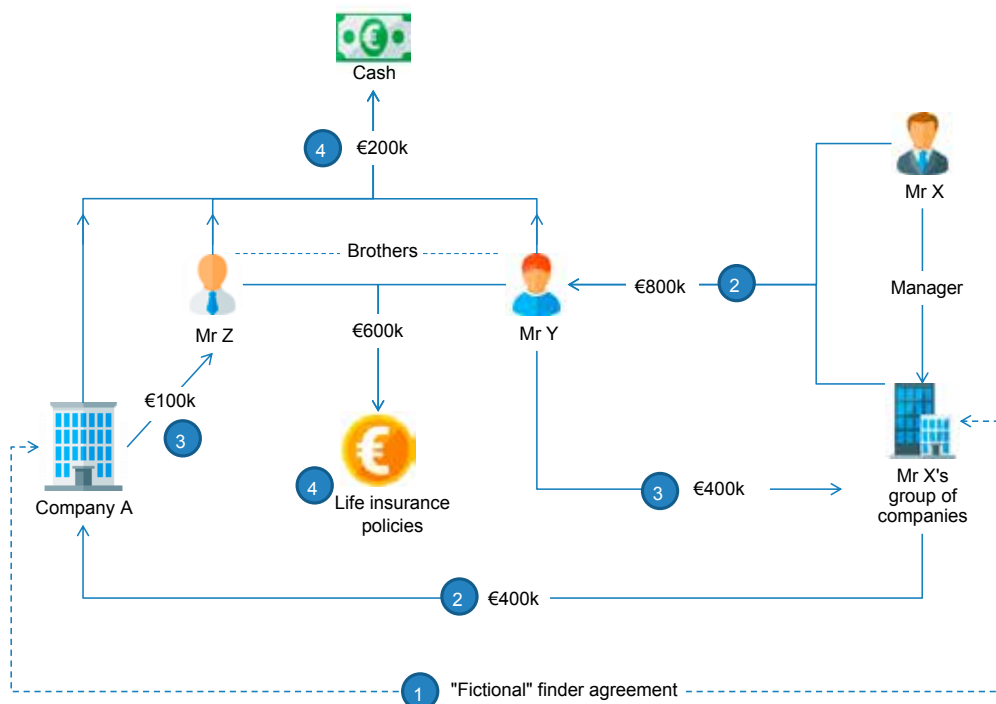 Cash
4
€200k
Mr X
Brothers
€800k
2
Manager
Mr Z
€600k
Mr Y
€100k
3
4
Life insurance
policies
3
€400k
Company A
Mr X's
group of
companies
2
€400k
1
"Fictional" finder agreement